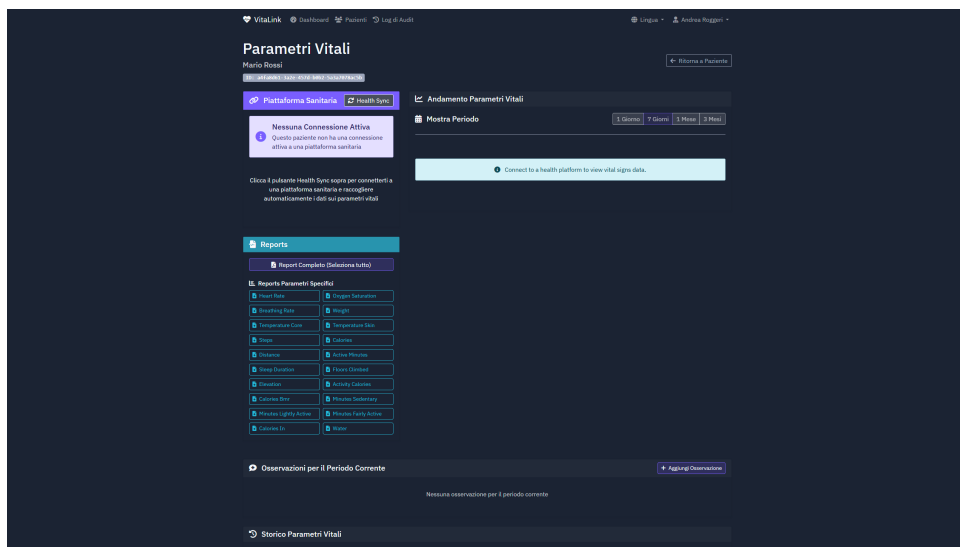 VitaLink Dashboard Pazienti Log di Audit Lingua Andrea Roggeri
Parametri Vitali
Mario Rossi
Ritorna a Paziente
Piattaforma Sanitaria Health Sync
Nessuna Connessione Attiva
Questo paziente non ha una connessione
attiva a una piattaforma sanitaria
Clicca il pulsante Health Sync sopra per connetterti a
una piattaforma sanitaria e raccogliere
automaticamente i dati sui parametri vitali
Andamento Parametri Vitali
Mostra Periodo 1 Giorno 7 Giorni 1 Mese 3 Mesi
Connect to a health platform to view vital signs data.
Reports
Report Completo (Seleziona tutto)
Reports Parametri Specifici
Heart Rate Oxygen Saturation
Breathing Rate Weight
Temperature Core Temperature Skin
Steps Calories
Distance Active Minutes
Sleep Duration Floors Climbed
Elevation Activity Calories
Calories Bmr Minutes Sedentary
Minutes Lightly Active Minutes Fairly Active
Calories In Water
Osservazioni per il Periodo Corrente Aggiungi Osservazione
Nessuna osservazione per il periodo corrente
Storico Parametri Vitali